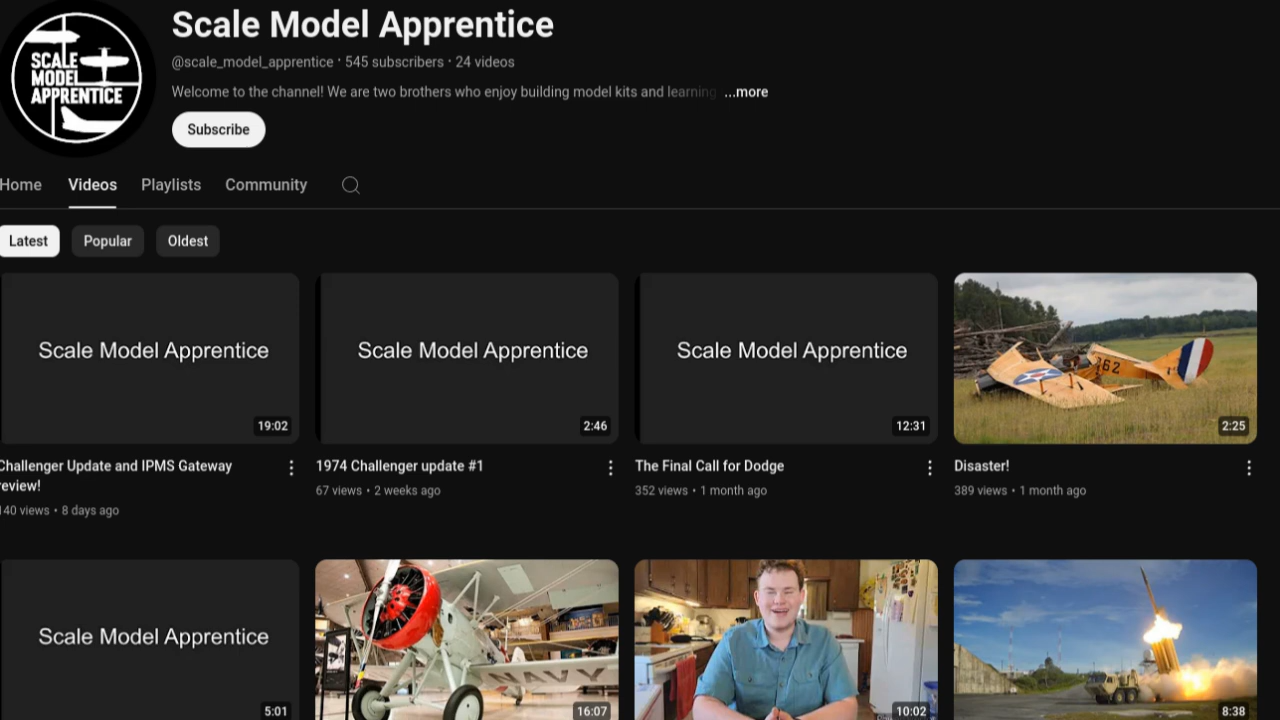 SCALE
MODEL
APPRENTICE
Scale Model Apprentice
@scale_model_apprentice · 545 subscribers · 24 videos
Welcome to the channel! We are two brothers who enjoy building model kits and learning ...more
Subscribe
Home Videos Playlists Community
Latest Popular Oldest
Scale Model Apprentice
19:02
Scale Model Apprentice
2:46
Scale Model Apprentice
12:31
362
2:25
Challenger Update and IPMS Gateway
review!
140 views • 8 days ago
1974 Challenger update #1
67 views • 2 weeks ago
The Final Call for Dodge
352 views • 1 month ago
Disaster!
389 views • 1 month ago
Scale Model Apprentice
5:01
NAVY
16:07
10:02
8:38